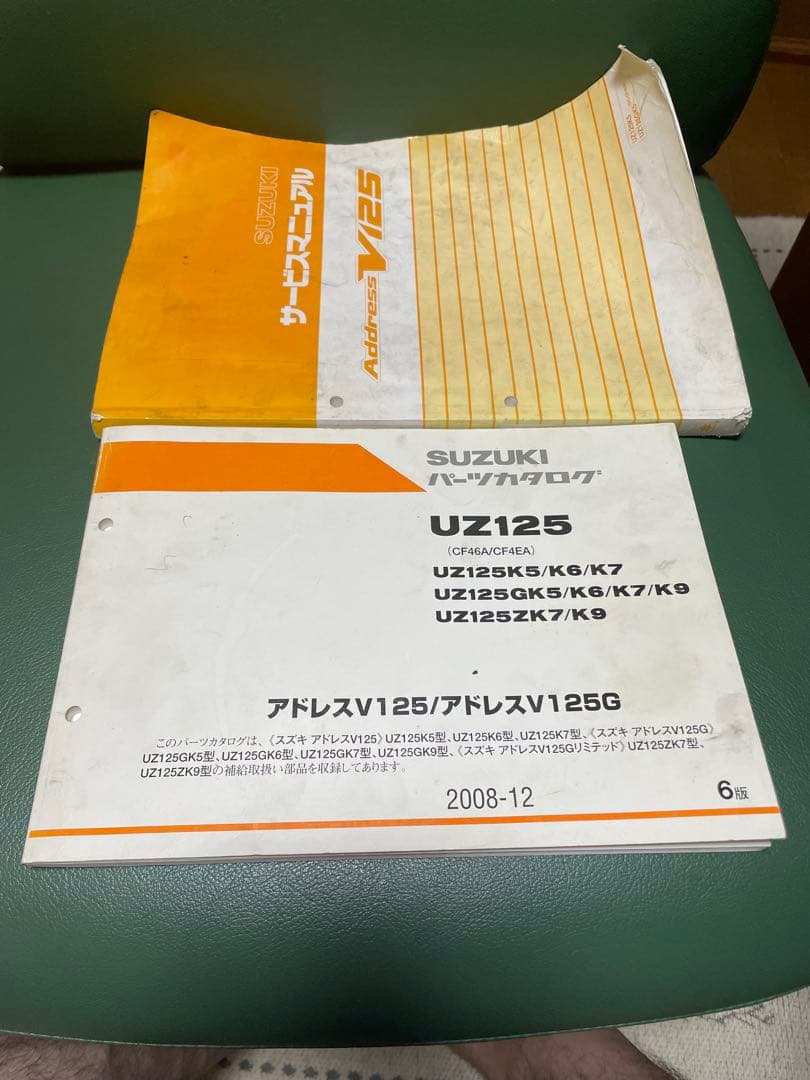 SUZUKI
サービスマニュアル
Address V125
SUZUKI
パーツカタログ
UZ125
(CF46A/CF4EA)
UZ125K5/K6/K7
UZ125GK5/K6/K7/K9
UZ125ZK7/K9
アドレスV125/アドレスV125G
このパーツカタログは、《スズキ アドレスV125》UZ125K5型、UZ125K6型、UZ125K7型、《スズキ アドレスV125G》
UZ125GK5型、UZ125GK6型、UZ125GK7型、UZ125GK9型、《スズキ アドレスV125Gリミテッド》UZ125ZK7型、
UZ125ZK9型の補給取扱い部品を収録してあります。
2008-12
6版